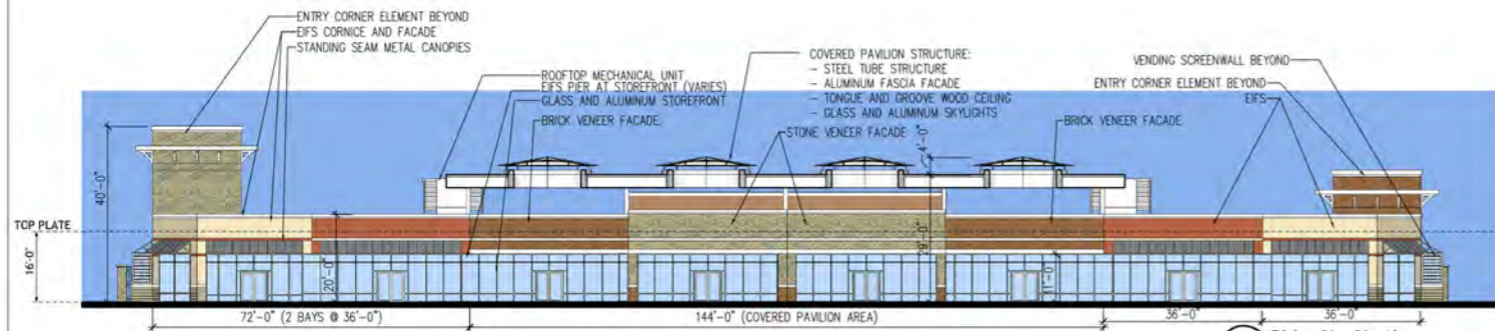 ENTRY CORNER ELEMENT BEYOND
EIFS CORNICE AND FACADE
STANDING SEAM METAL CANOPIES
ROOFTOP MECHANICAL UNIT
EIFS PIER AT STOREFRONT (VARIES)
GLASS AND ALUMINUM STOREFRONT
BRICK VENEER FACADE
COVERED PAVILION STRUCTURE:
- STEEL TUBE STRUCTURE
- ALUMINUM FASCIA FACADE
- TONGUE AND GROOVE WOOD CEILING
- GLASS AND ALUMINUM SKYLIGHTS
STONE VENEER FACADE
VENDING SCREENWALL BEYOND
ENTRY CORNER ELEMENT BEYOND
EIFS
BRICK VENEER FACADE
4'-0"
40'-0"
TOP PLATE
16'-0"
20'-0"
29'-0"
11'-0"
72'-0" (2 BAYS @ 36'-0")
144'-0" (COVERED PAVILION AREA)
36'-0"
36'-0"